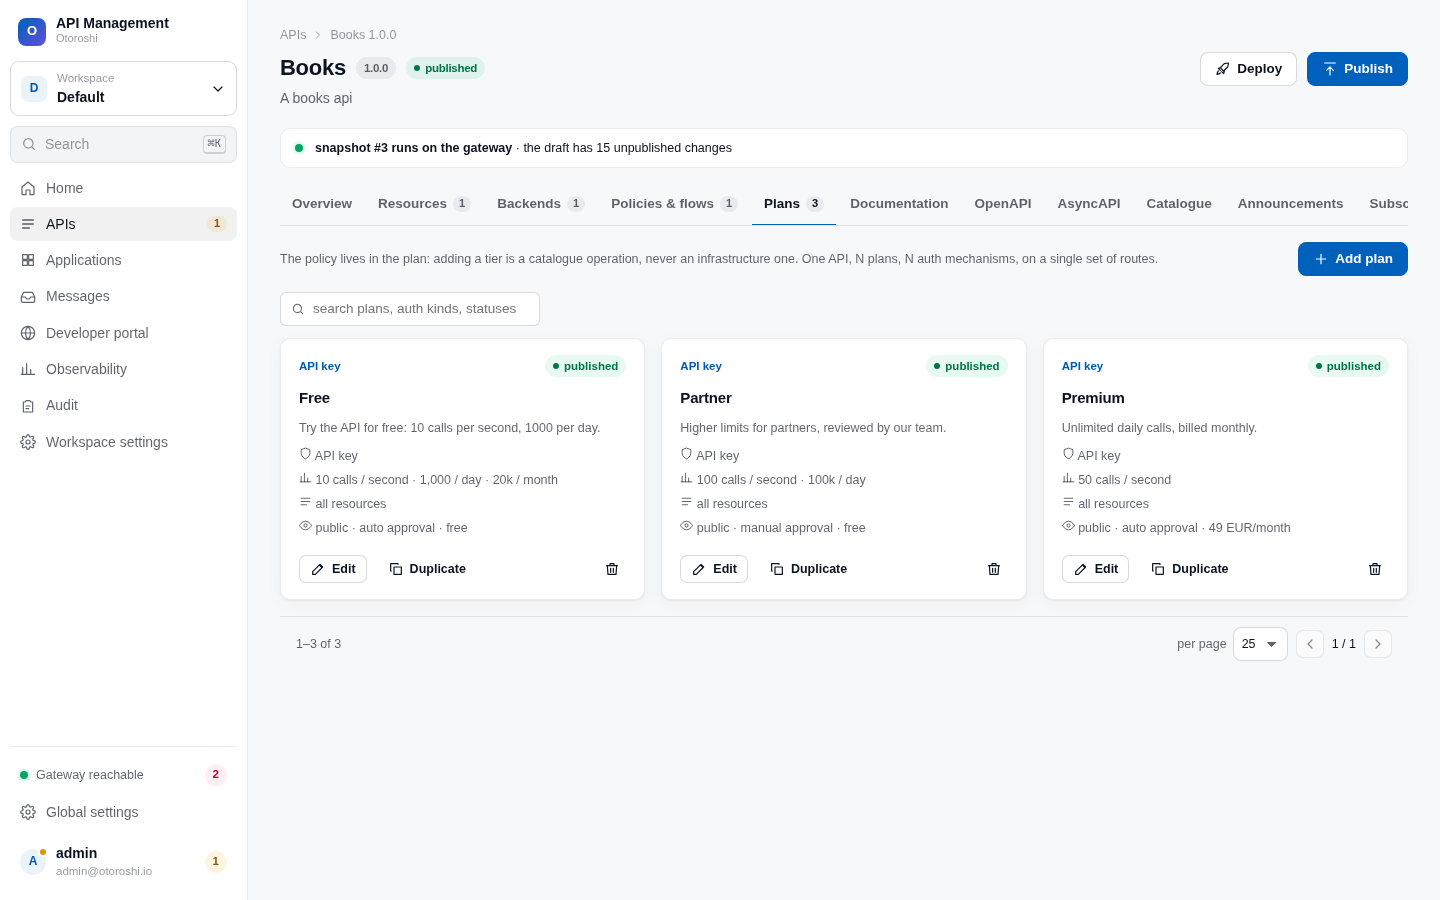 O
API Management
Otoroshi
D
Workspace
Default
Search
⌘K
Home
APIs
1
Applications
Messages
Developer portal
Observability
Audit
Workspace settings
Gateway reachable
2
Global settings
A
admin
admin@otoroshi.io
1
APIs
Books 1.0.0
Books
1.0.0
published
A books api
Deploy
Publish
snapshot #3 runs on the gateway · the draft has 15 unpublished changes
Overview
Resources 1
Backends 1
Policies & flows 1
Plans 3
Documentation
OpenAPI
AsyncAPI
Catalogue
Announcements
Subsc
The policy lives in the plan: adding a tier is a catalogue operation, never an infrastructure one. One API, N plans, N auth mechanisms, on a single set of routes.
Add plan
search plans, auth kinds, statuses
API key
published
Free
Try the API for free: 10 calls per second, 1000 per day.
API key
10 calls / second · 1,000 / day · 20k / month
all resources
public · auto approval · free
Edit
Duplicate
API key
published
Partner
Higher limits for partners, reviewed by our team.
API key
100 calls / second · 100k / day
all resources
public · manual approval · free
Edit
Duplicate
API key
published
Premium
Unlimited daily calls, billed monthly.
API key
50 calls / second
all resources
public · auto approval · 49 EUR/month
Edit
Duplicate
1–3 of 3
per page
25
1 / 1